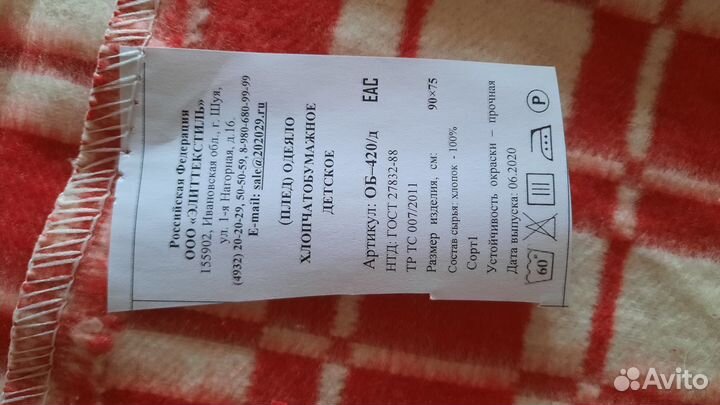 Российская Федерация
ООО «ЭЛИТТЕКСТИЛЬ»
155902, Ивановская обл., г. Шуя,
ул. 1-я Нагорная, д.16.
(4932) 20-20-29, 50-50-59, 8-980-680-99-99
E-mail: sale@202029.ru
(ПЛЕД) ОДЕЯЛО
ХЛОПЧАТОБУМАЖНОЕ
ДЕТСКОЕ
Артикул: ОБ–420/д EAC
НТД: ГОСТ 27832-88
ТР ТС 007/2011
Размер изделия, см: 90×75
Состав сырья: хлопок - 100%
Сорт1
Устойчивость окраски – прочная
Дата выпуска: 06.2020
60° P
Avito